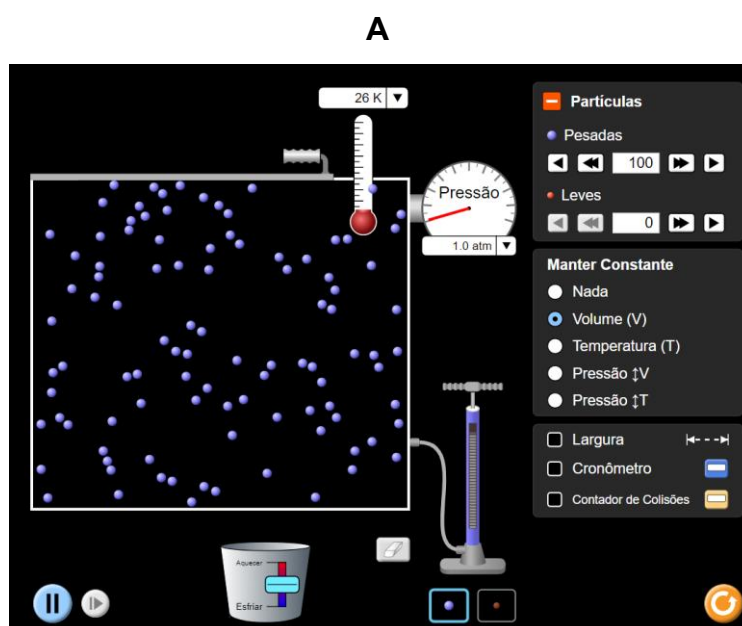 A
26 K
Pressão
1.0 atm
Partículas
Pesadas
100
Leves
0
Manter Constante
Nada
Volume (V)
Temperatura (T)
Pressão ↕V
Pressão ↕T
Largura
Cronômetro
Contador de Colisões
Aquecer
Esfriar